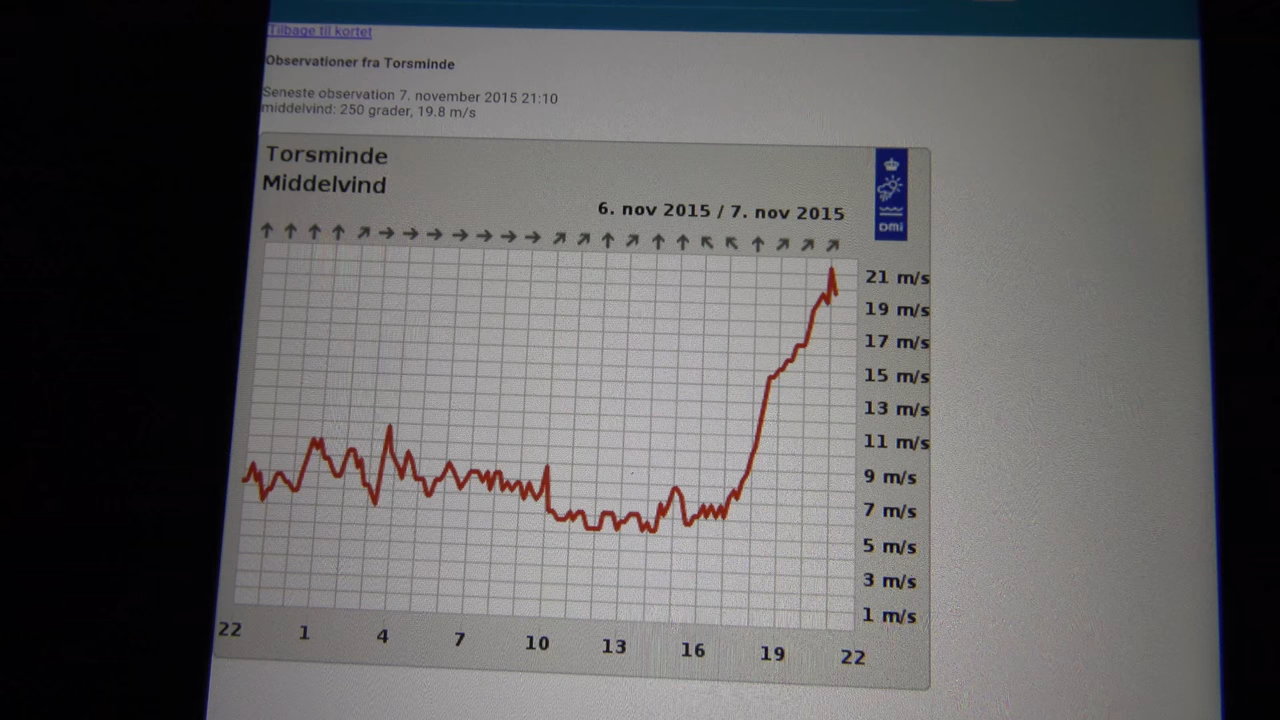 Tilbage til kortet
Observationer fra Torsminde
Seneste observation 7. november 2015 21:10
middelvind: 250 grader, 19.8 m/s
Torsminde
Middelvind
6. nov 2015 / 7. nov 2015
DMI
21 m/s
19 m/s
17 m/s
15 m/s
13 m/s
11 m/s
9 m/s
7 m/s
5 m/s
3 m/s
1 m/s
22 1 4 7 10 13 16 19 22